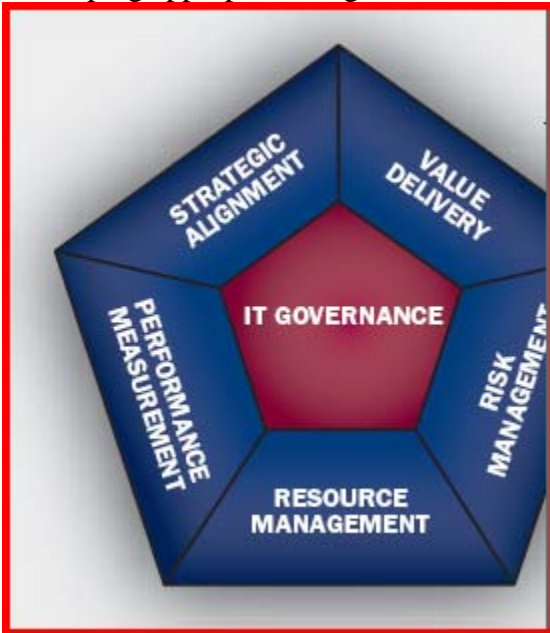 STRATEGIC
ALIGNMENT
VALUE
DELIVERY
IT GOVERNANCE
PERFORMANCE
MEASUREMENT
RISK
MANAGEMENT
RESOURCE
MANAGEMENT